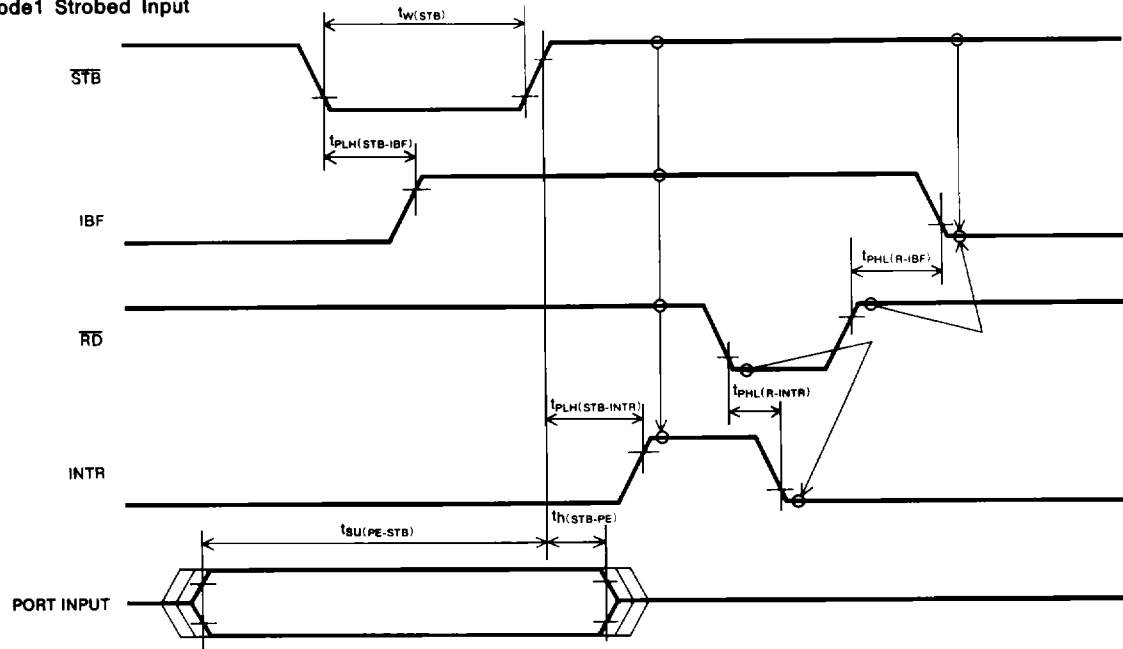 ode1 Strobed Input
tw(STB)
STB
tPLH(STB-IBF)
IBF
tPHL(R-IBF)
RD
tPHL(R-INTR)
tPLH(STB-INTR)
INTR
th(STB-PE)
tSU(PE-STB)
PORT INPUT